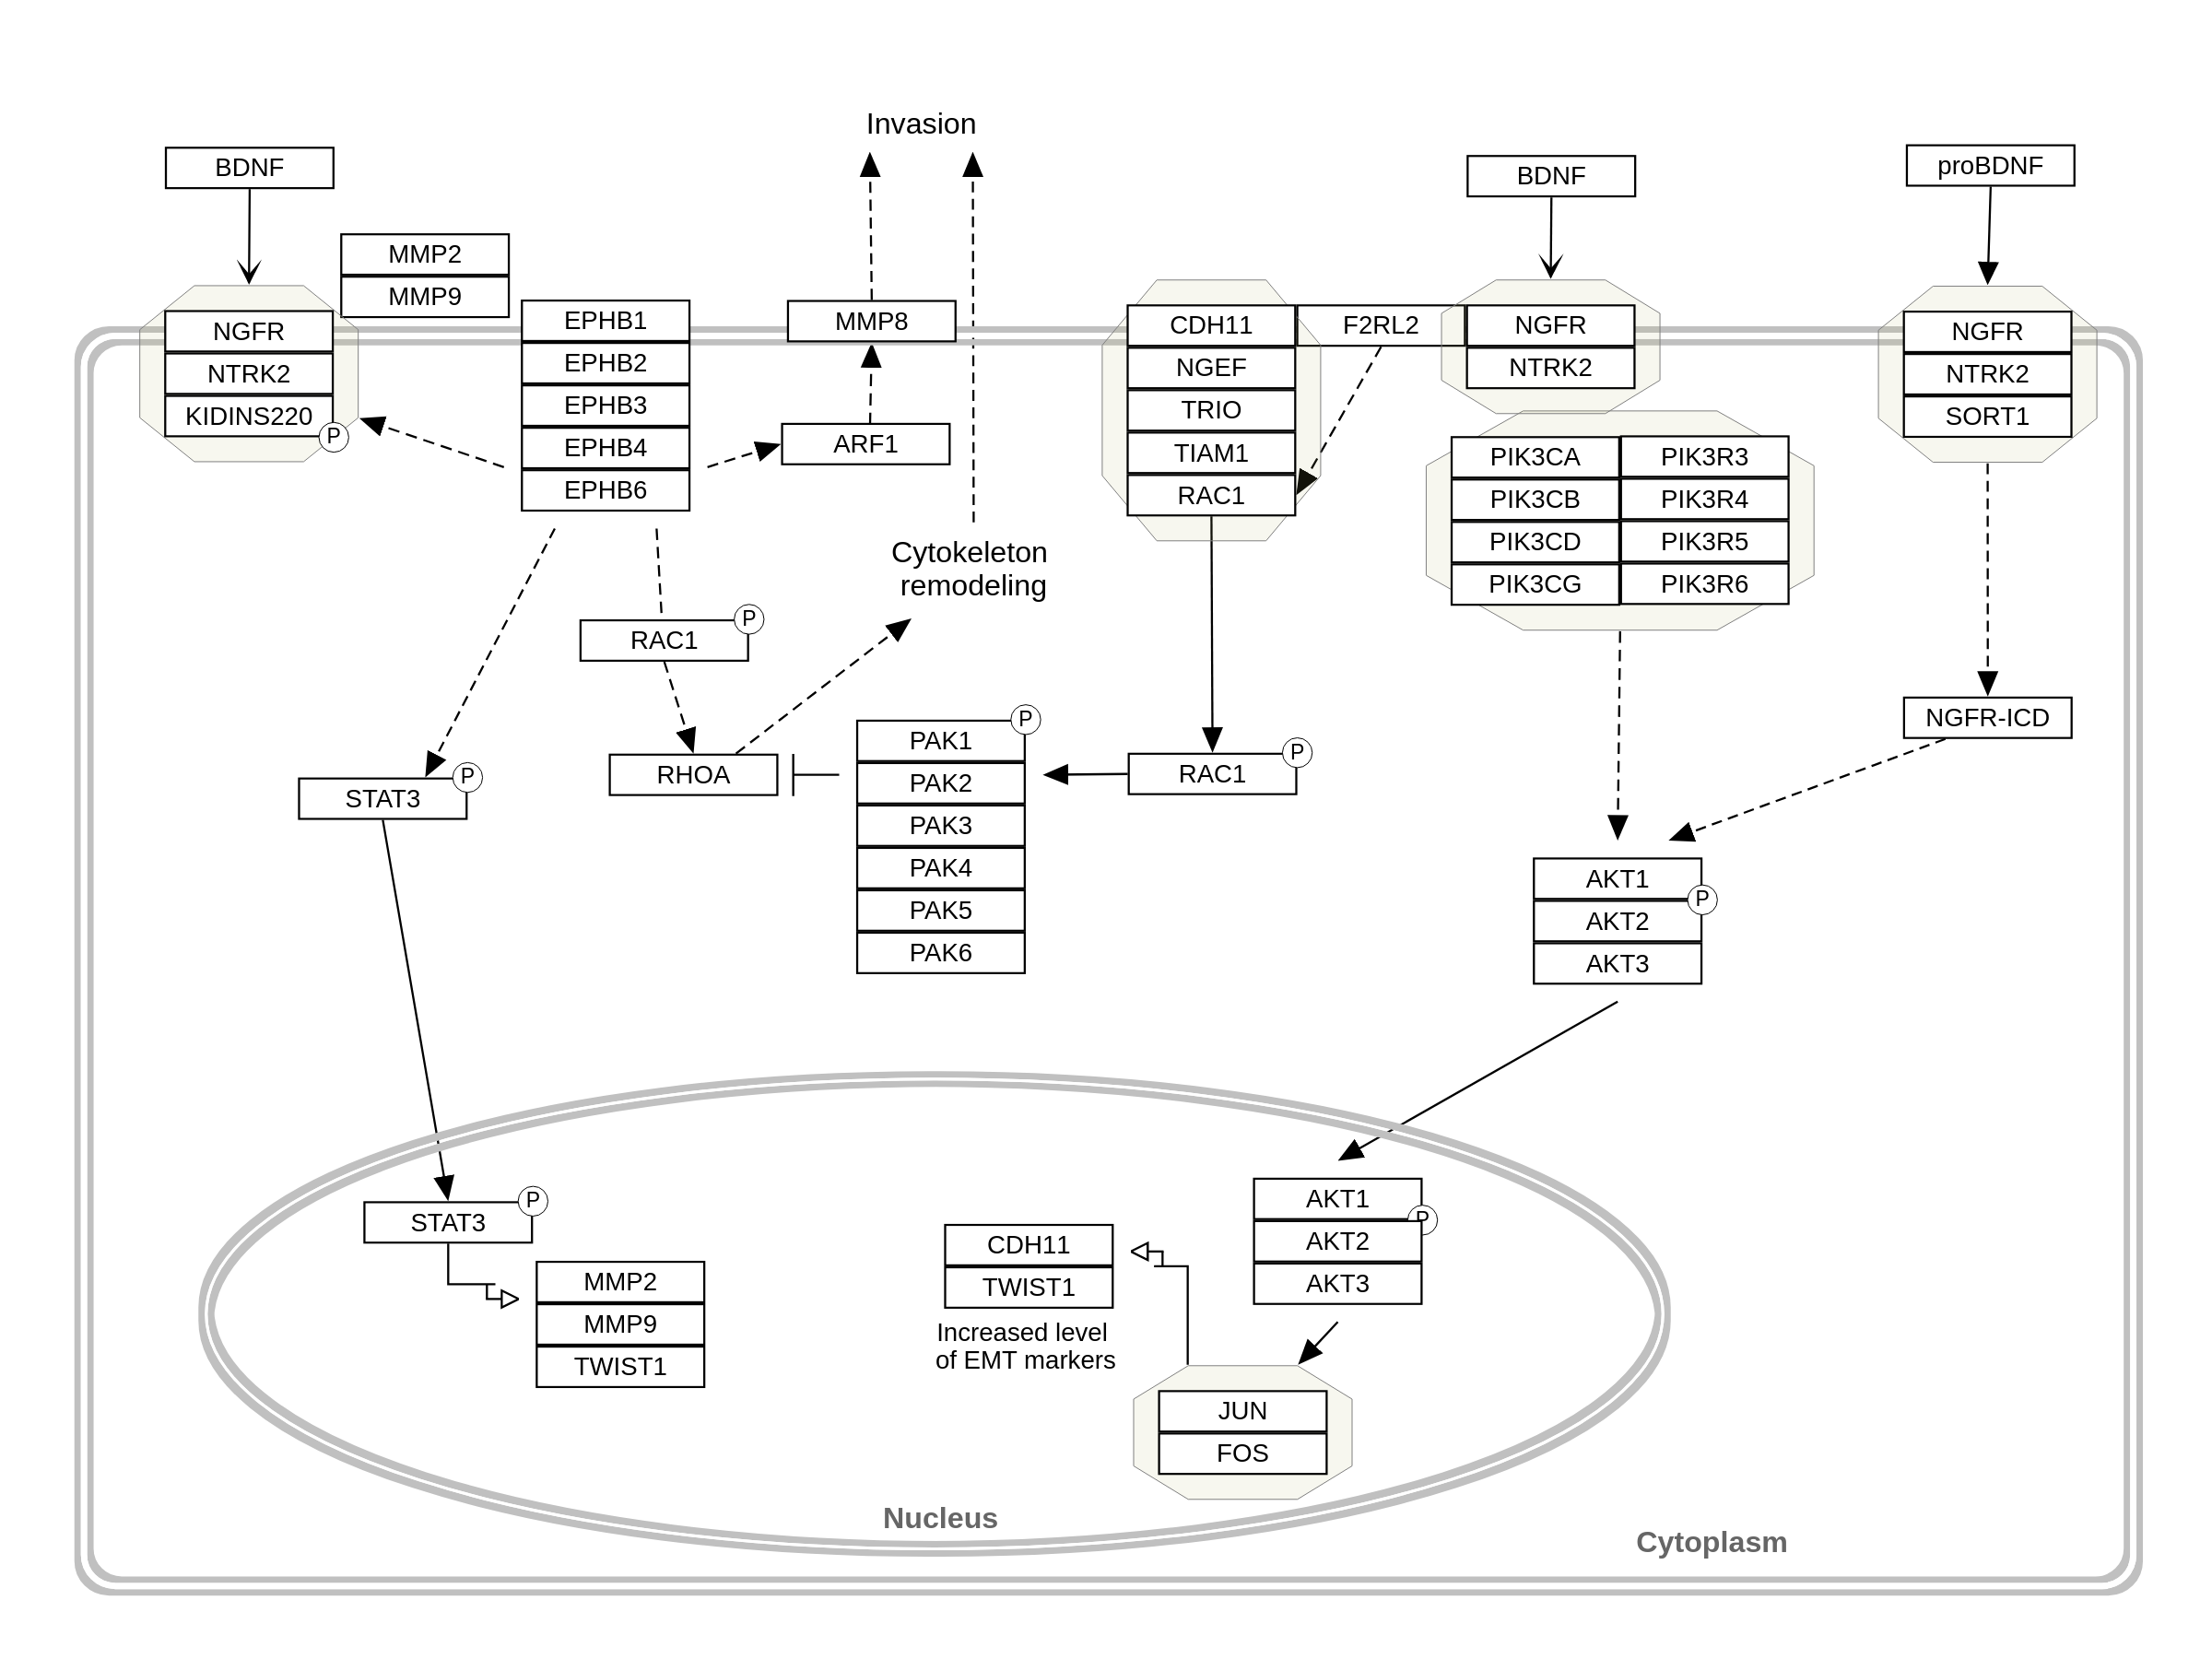 Invasion
BDNF
BDNF
proBDNF
MMP2
MMP9
NGFR
NTRK2
KIDINS220
P
EPHB1
EPHB2
EPHB3
EPHB4
EPHB6
MMP8
ARF1
CDH11
NGEF
TRIO
TIAM1
RAC1
F2RL2
NGFR
NTRK2
NGFR
NTRK2
SORT1
PIK3CA
PIK3CB
PIK3CD
PIK3CG
PIK3R3
PIK3R4
PIK3R5
PIK3R6
Cytokeleton
remodeling
RAC1
P
RHOA
STAT3
P
PAK1
PAK2
PAK3
PAK4
PAK5
PAK6
P
RAC1
P
NGFR-ICD
AKT1
AKT2
AKT3
P
STAT3
P
MMP2
MMP9
TWIST1
CDH11
TWIST1
Increased level
of EMT markers
AKT1
AKT2
AKT3
P
JUN
FOS
Nucleus
Cytoplasm